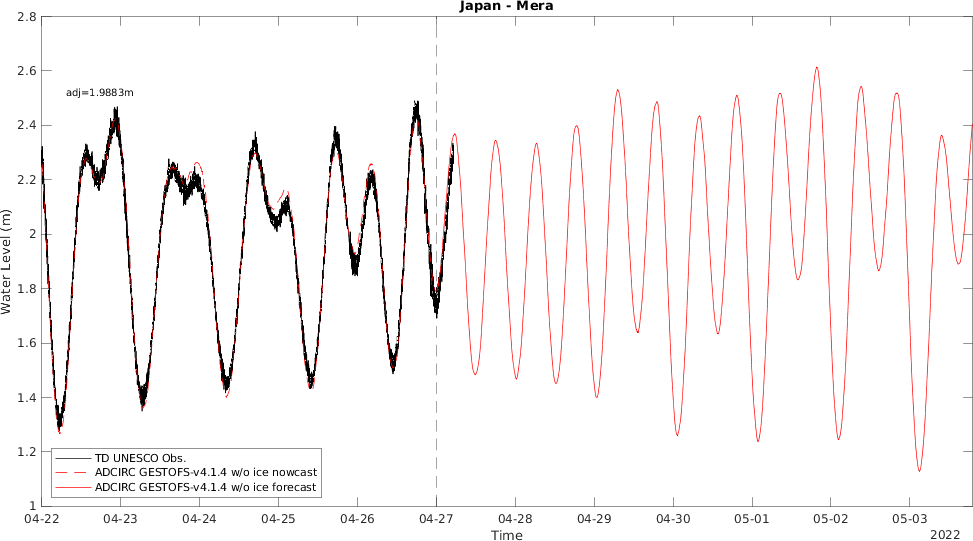 Japan - Mera
2.8
2.6
2.4
2.2
2
1.8
1.6
1.4
1.2
1
Water Level (m)
adj=1.9883m
TD UNESCO Obs.
ADCIRC GESTOFS-v4.1.4 w/o ice nowcast
ADCIRC GESTOFS-v4.1.4 w/o ice forecast
04-22 04-23 04-24 04-25 04-26 04-27 04-28 04-29 04-30 05-01 05-02 05-03
Time
2022